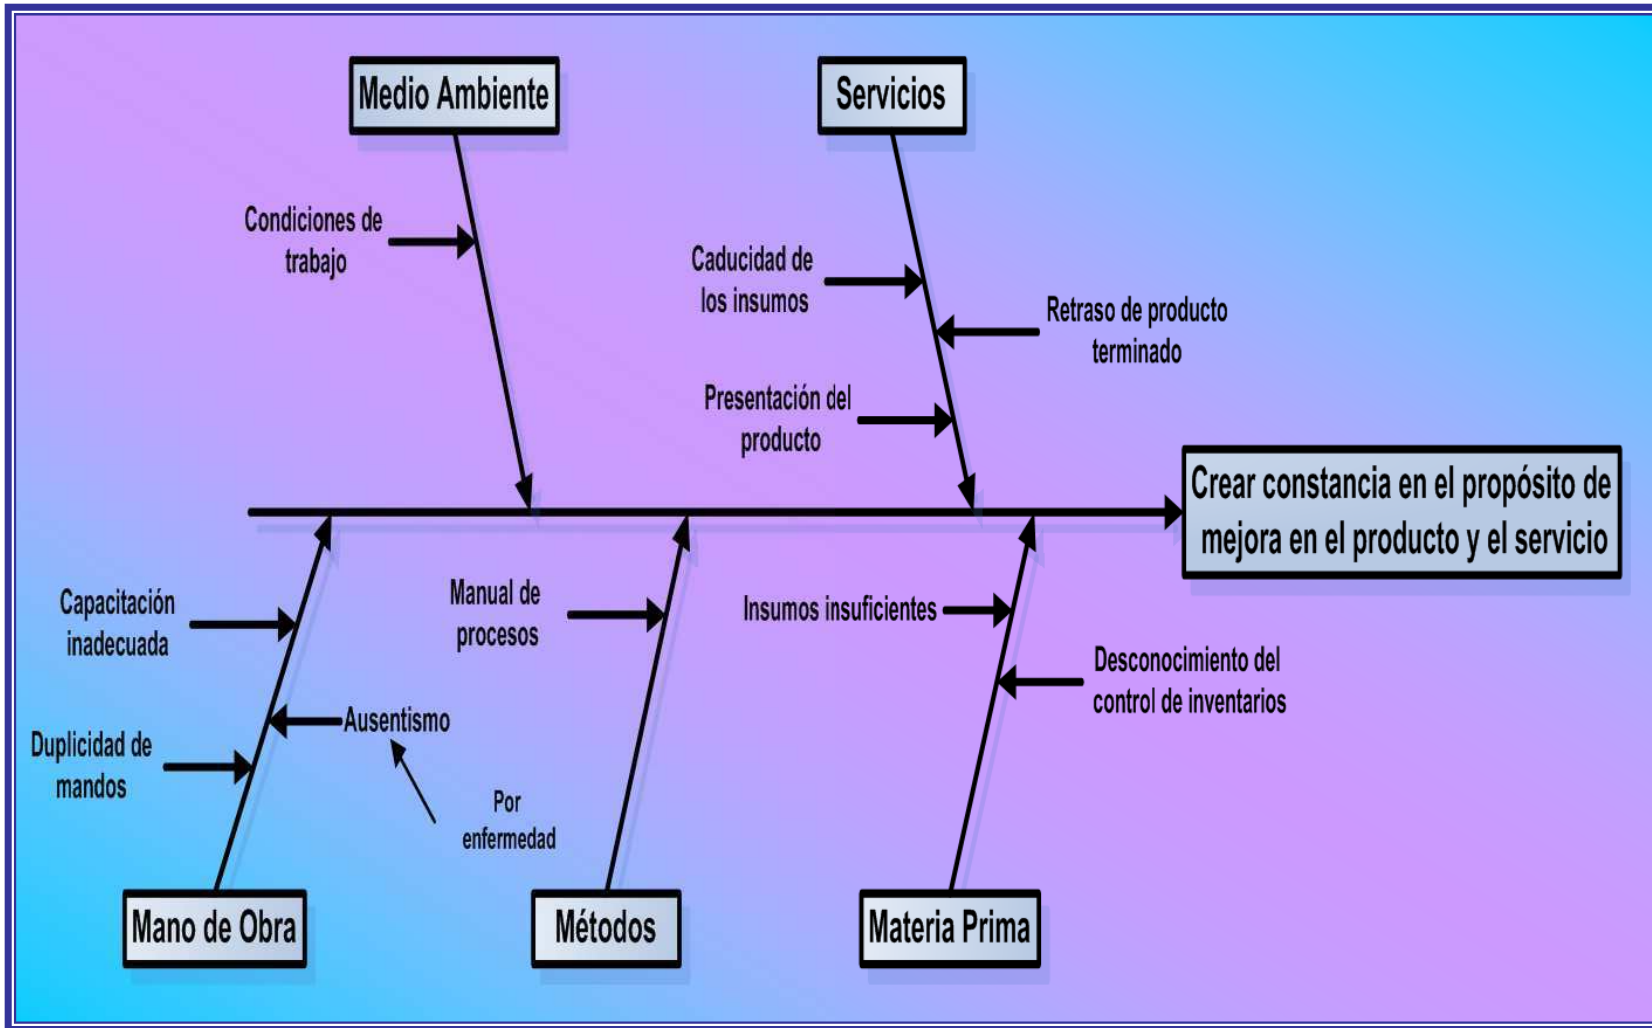 Medio Ambiente
Servicios
Condiciones de
trabajo
Caducidad de
los insumos
Retraso de producto
terminado
Presentación del
producto
Crear constancia en el propósito de
mejora en el producto y el servicio
Capacitación
inadecuada
Manual de
procesos
Insumos insuficientes
Desconocimiento del
control de inventarios
Ausentismo
Duplicidad de
mandos
Por
enfermedad
Mano de Obra
Métodos
Materia Prima